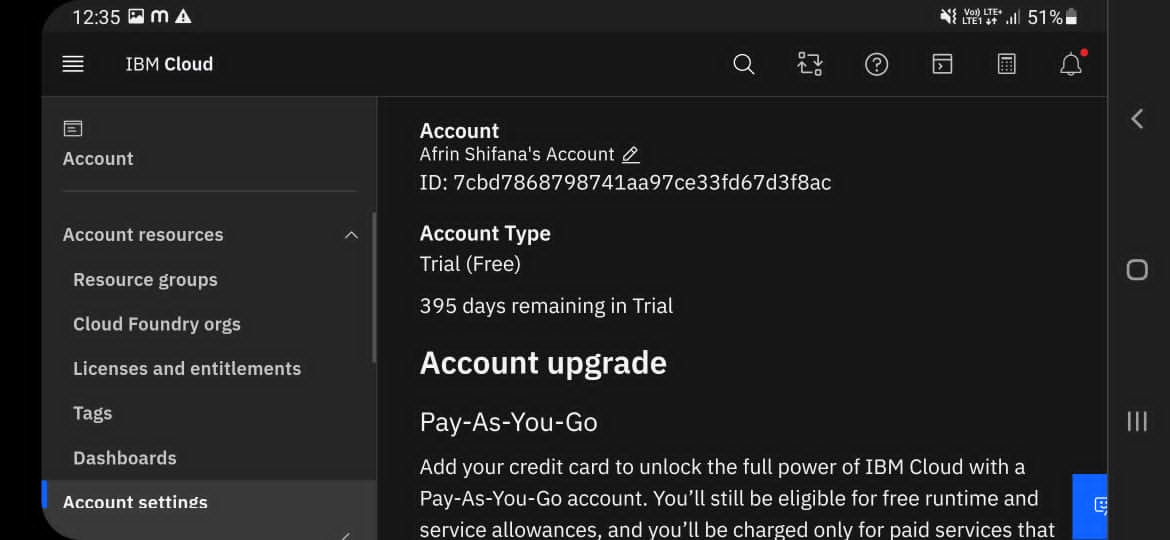 12:35
Vo)) LTE+
LTE1
51%
IBM Cloud
Account
Account resources
Resource groups
Cloud Foundry orgs
Licenses and entitlements
Tags
Dashboards
Account settings
Account
Afrin Shifana's Account
ID: 7cbd7868798741aa97ce33fd67d3f8ac
Account Type
Trial (Free)
395 days remaining in Trial
Account upgrade
Pay-As-You-Go
Add your credit card to unlock the full power of IBM Cloud with a
Pay-As-You-Go account. You’ll still be eligible for free runtime and
service allowances, and you’ll be charged only for paid services that